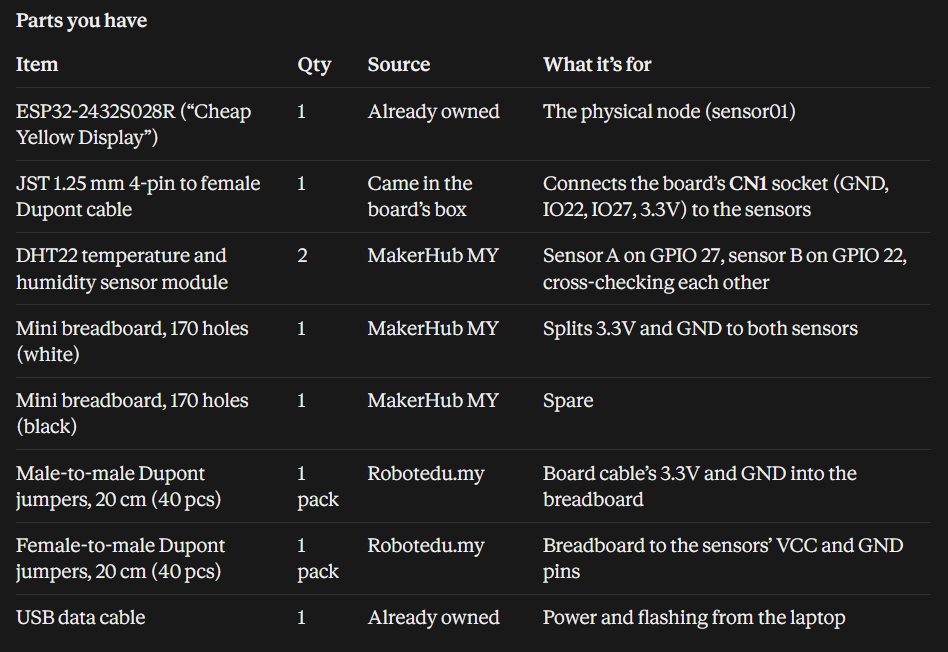 Parts you have
Item Qty Source What it’s for
ESP32-2432S028R (“Cheap Yellow Display”) 1 Already owned The physical node (sensor01)
JST 1.25 mm 4-pin to female Dupont cable 1 Came in the board’s box Connects the board’s CN1 socket (GND, IO22, IO27, 3.3V) to the sensors
DHT22 temperature and humidity sensor module 2 MakerHub MY Sensor A on GPIO 27, sensor B on GPIO 22, cross-checking each other
Mini breadboard, 170 holes (white) 1 MakerHub MY Splits 3.3V and GND to both sensors
Mini breadboard, 170 holes (black) 1 MakerHub MY Spare
Male-to-male Dupont jumpers, 20 cm (40 pcs) 1 pack Robotedu.my Board cable’s 3.3V and GND into the breadboard
Female-to-male Dupont jumpers, 20 cm (40 pcs) 1 pack Robotedu.my Breadboard to the sensors’ VCC and GND pins
USB data cable 1 Already owned Power and flashing from the laptop